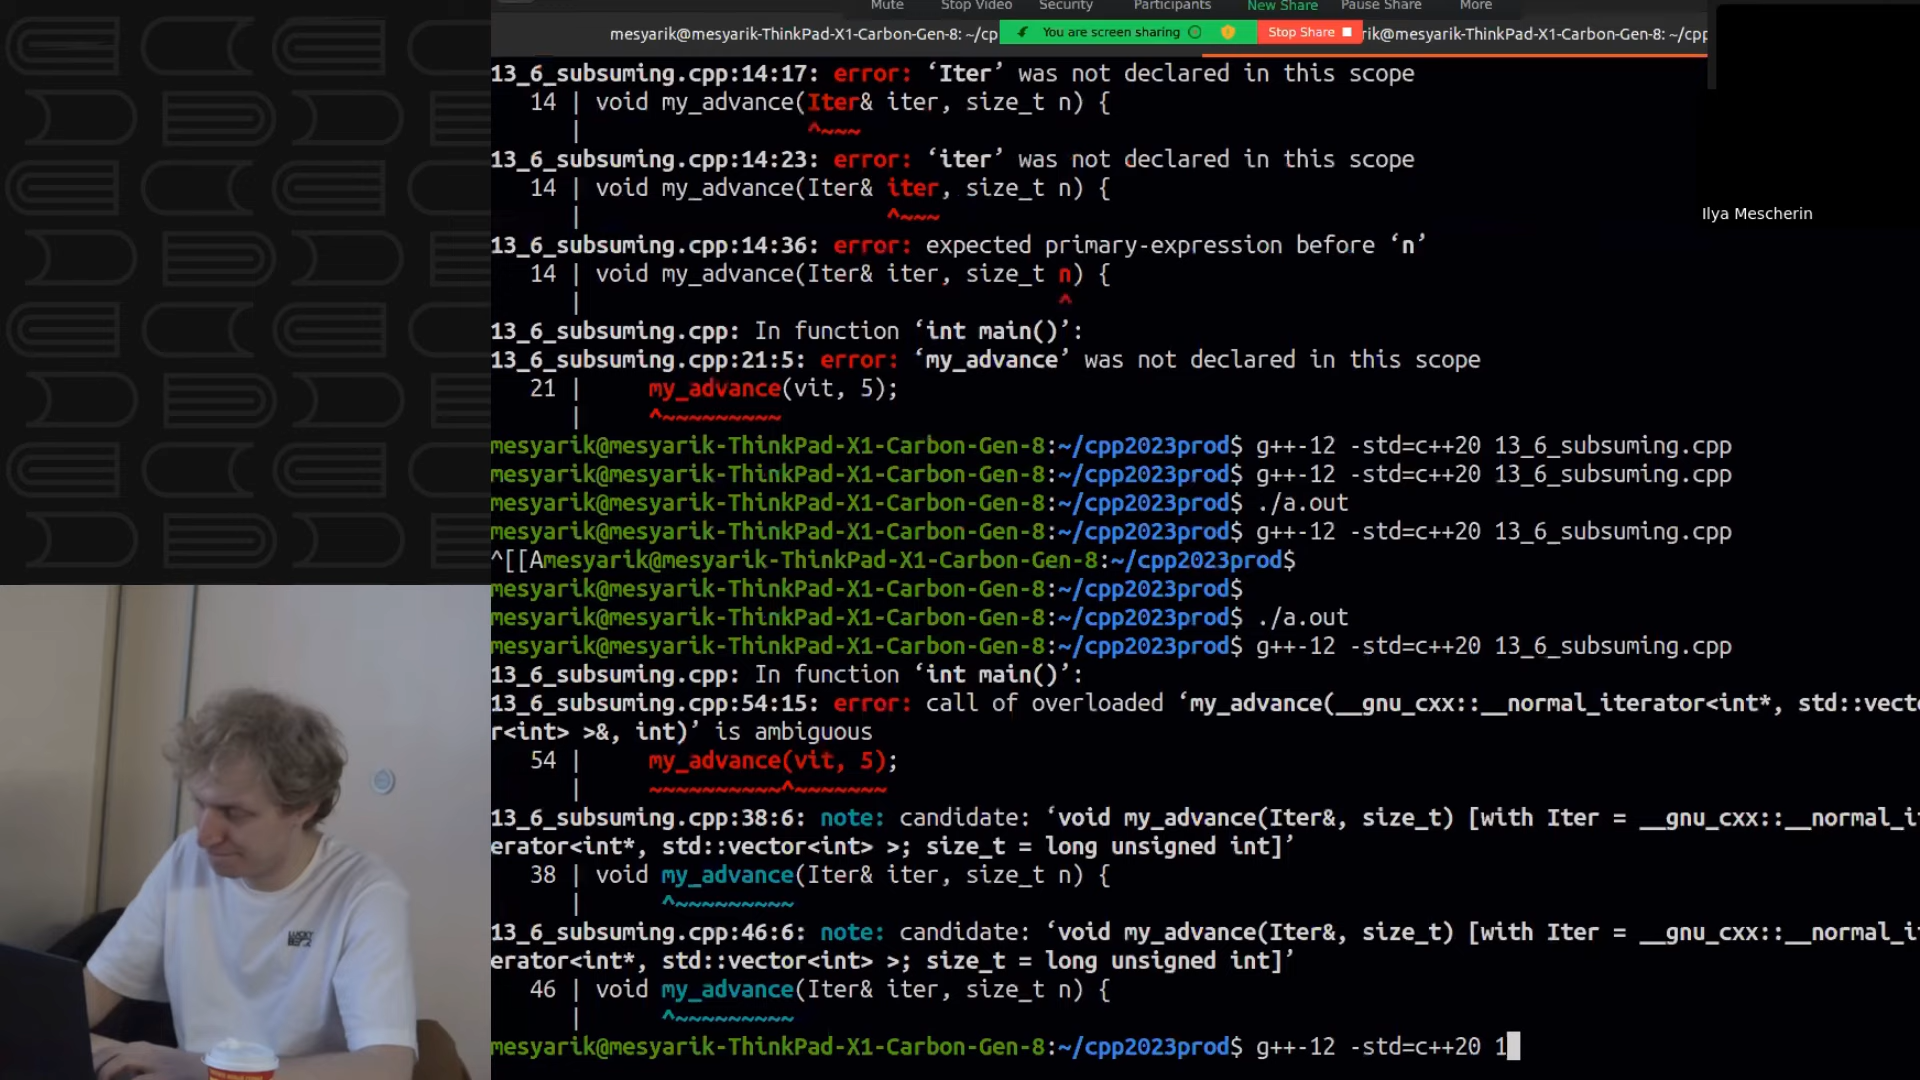 Mute Stop Video Security Participants New Share Pause Share More
mesyarik@mesyarik-ThinkPad-X1-Carbon-Gen-8: ~/cp You are screen sharing Stop Share rik@mesyarik-ThinkPad-X1-Carbon-Gen-8: ~/cpp
13_6_subsuming.cpp:14:17: error: ‘Iter’ was not declared in this scope
14 | void my_advance(Iter& iter, size_t n) {
| ^~~~
Ilya Mescherin
13_6_subsuming.cpp:14:23: error: ‘iter’ was not declared in this scope
14 | void my_advance(Iter& iter, size_t n) {
| ^~~~
13_6_subsuming.cpp:14:36: error: expected primary-expression before ‘n’
14 | void my_advance(Iter& iter, size_t n) {
| ^
13_6_subsuming.cpp: In function ‘int main()’:
13_6_subsuming.cpp:21:5: error: ‘my_advance’ was not declared in this scope
21 | my_advance(vit, 5);
| ^~~~~~~~~~
mesyarik@mesyarik-ThinkPad-X1-Carbon-Gen-8:~/cpp2023prod$ g++-12 -std=c++20 13_6_subsuming.cpp
mesyarik@mesyarik-ThinkPad-X1-Carbon-Gen-8:~/cpp2023prod$ g++-12 -std=c++20 13_6_subsuming.cpp
mesyarik@mesyarik-ThinkPad-X1-Carbon-Gen-8:~/cpp2023prod$ ./a.out
mesyarik@mesyarik-ThinkPad-X1-Carbon-Gen-8:~/cpp2023prod$ g++-12 -std=c++20 13_6_subsuming.cpp
^[[Amesyarik@mesyarik-ThinkPad-X1-Carbon-Gen-8:~/cpp2023prod$
mesyarik@mesyarik-ThinkPad-X1-Carbon-Gen-8:~/cpp2023prod$
mesyarik@mesyarik-ThinkPad-X1-Carbon-Gen-8:~/cpp2023prod$ ./a.out
mesyarik@mesyarik-ThinkPad-X1-Carbon-Gen-8:~/cpp2023prod$ g++-12 -std=c++20 13_6_subsuming.cpp
13_6_subsuming.cpp: In function ‘int main()’:
13_6_subsuming.cpp:54:15: error: call of overloaded ‘my_advance(__gnu_cxx::__normal_iterator<int*, std::vecto
r<int> >&, int)’ is ambiguous
54 | my_advance(vit, 5);
| ~~~~~~~~~~^~~~~~~~
13_6_subsuming.cpp:38:6: note: candidate: ‘void my_advance(Iter&, size_t) [with Iter = __gnu_cxx::__normal_it
erator<int*, std::vector<int> >; size_t = long unsigned int]’
38 | void my_advance(Iter& iter, size_t n) {
| ^~~~~~~~~~
13_6_subsuming.cpp:46:6: note: candidate: ‘void my_advance(Iter&, size_t) [with Iter = __gnu_cxx::__normal_it
erator<int*, std::vector<int> >; size_t = long unsigned int]’
46 | void my_advance(Iter& iter, size_t n) {
| ^~~~~~~~~~
mesyarik@mesyarik-ThinkPad-X1-Carbon-Gen-8:~/cpp2023prod$ g++-12 -std=c++20 1